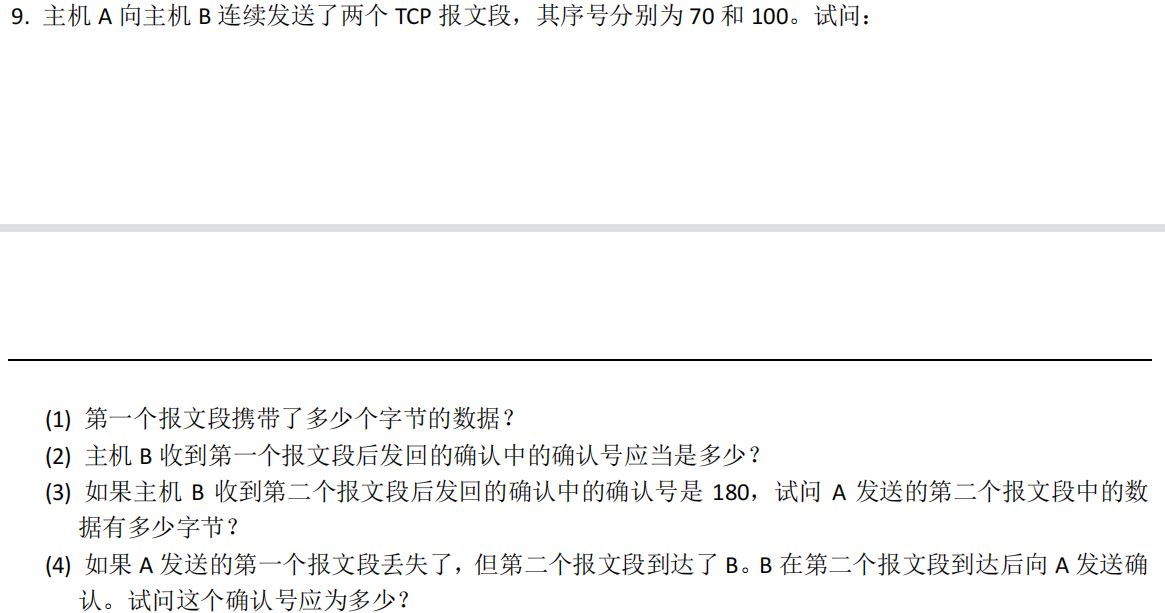 9. 主机 A 向主机 B 连续发送了两个 TCP 报文段，其序号分别为 70 和 100。试问：
(1) 第一个报文段携带了多少个字节的数据？
(2) 主机 B 收到第一个报文段后发回的确认中的确认号应当是多少？
(3) 如果主机 B 收到第二个报文段后发回的确认中的确认号是 180，试问 A 发送的第二个报文段中的数
据有多少字节？
(4) 如果 A 发送的第一个报文段丢失了，但第二个报文段到达了 B。B 在第二个报文段到达后向 A 发送确
认。试问这个确认号应为多少？